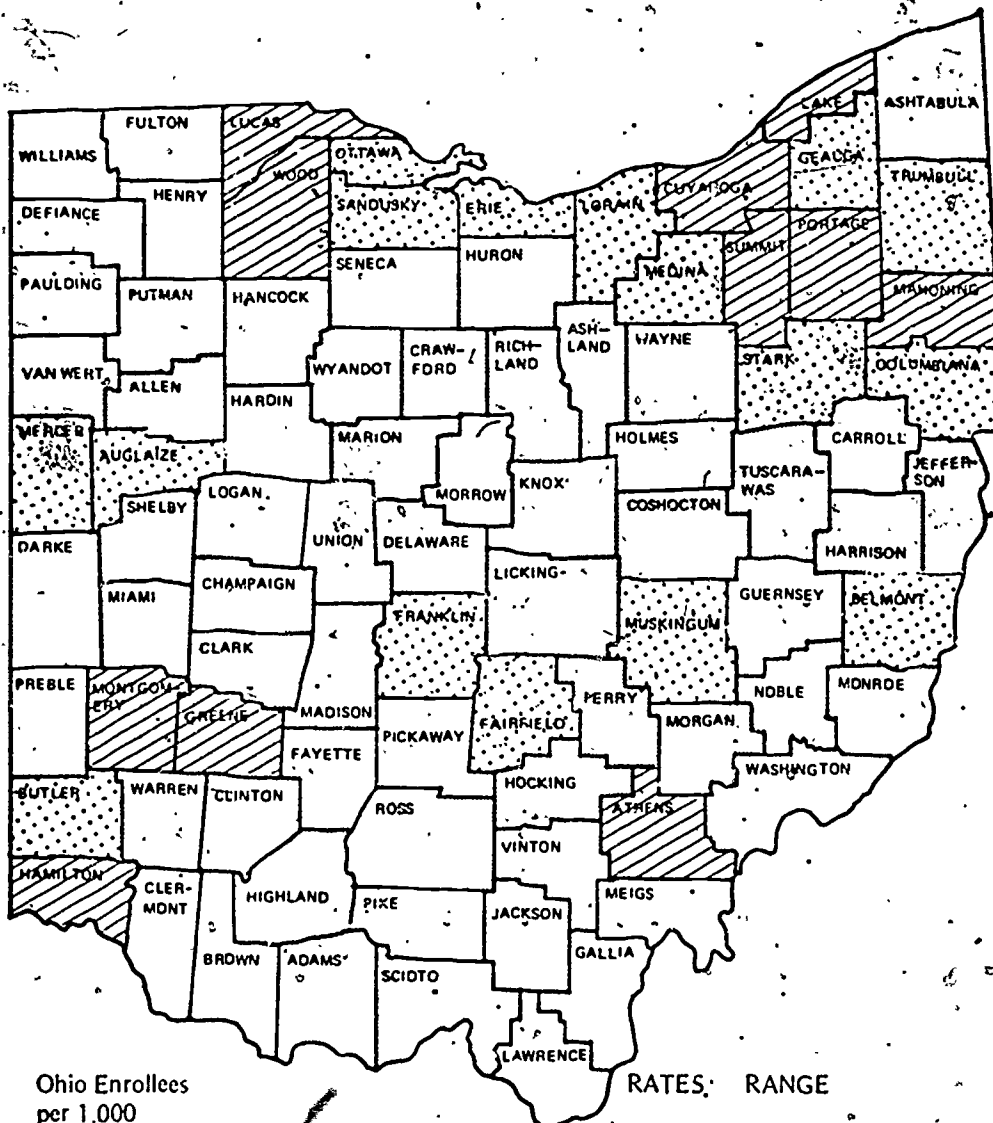 ASHTABULA
LAKE
FULTON
LUCAS
WILLIAMS
OTTAWA
GEAUGA
WOOD
TRUMBULL
HENRY
CUYAHOGA
DEFIANCE
SANDUSKY
ERIE
LORAIN
PORTAGE
SUMMIT
SENECA
HURON
MEDINA
PAULDING
PUTMAN
HANCOCK
MAHONING
ASH-
LAND
WAYNE
CRAW-
FORD
RICH-
LAND
STARK
COLUMBIANA
WYANDOT
VAN WERT
ALLEN
HARDIN
MERCER
MARION
HOLMES
CARROLL
AUGLAIZE
JEFFER-
SON
TUSCARA-
WAS
LOGAN
MORROW
KNOX
SHELBY
COSHOCTON
UNION
DELAWARE
DARKE
HARRISON
LICKING
CHAMPAIGN
MIAMI
GUERNSEY
BELMONT
FRANKLIN
MUSKINGUM
CLARK
PREBLE
MONTGOM-
ERY
NOBLE
MONROE
PERRY
GREENE
MADISON
FAIRFIELD
MORGAN
PICKAWAY
FAYETTE
WASHINGTON
HOCKING
BUTLER
WARREN
CLINTON
ROSS
ATHENS
VINTON
HAMILTON
CLER-
MONT
HIGHLAND
PIKE
MEIGS
JACKSON
GALLIA
BROWN
ADAMS
SCIOTO
LAWRENCE
Ohio Enrollees
per 1,000
RATES: RANGE